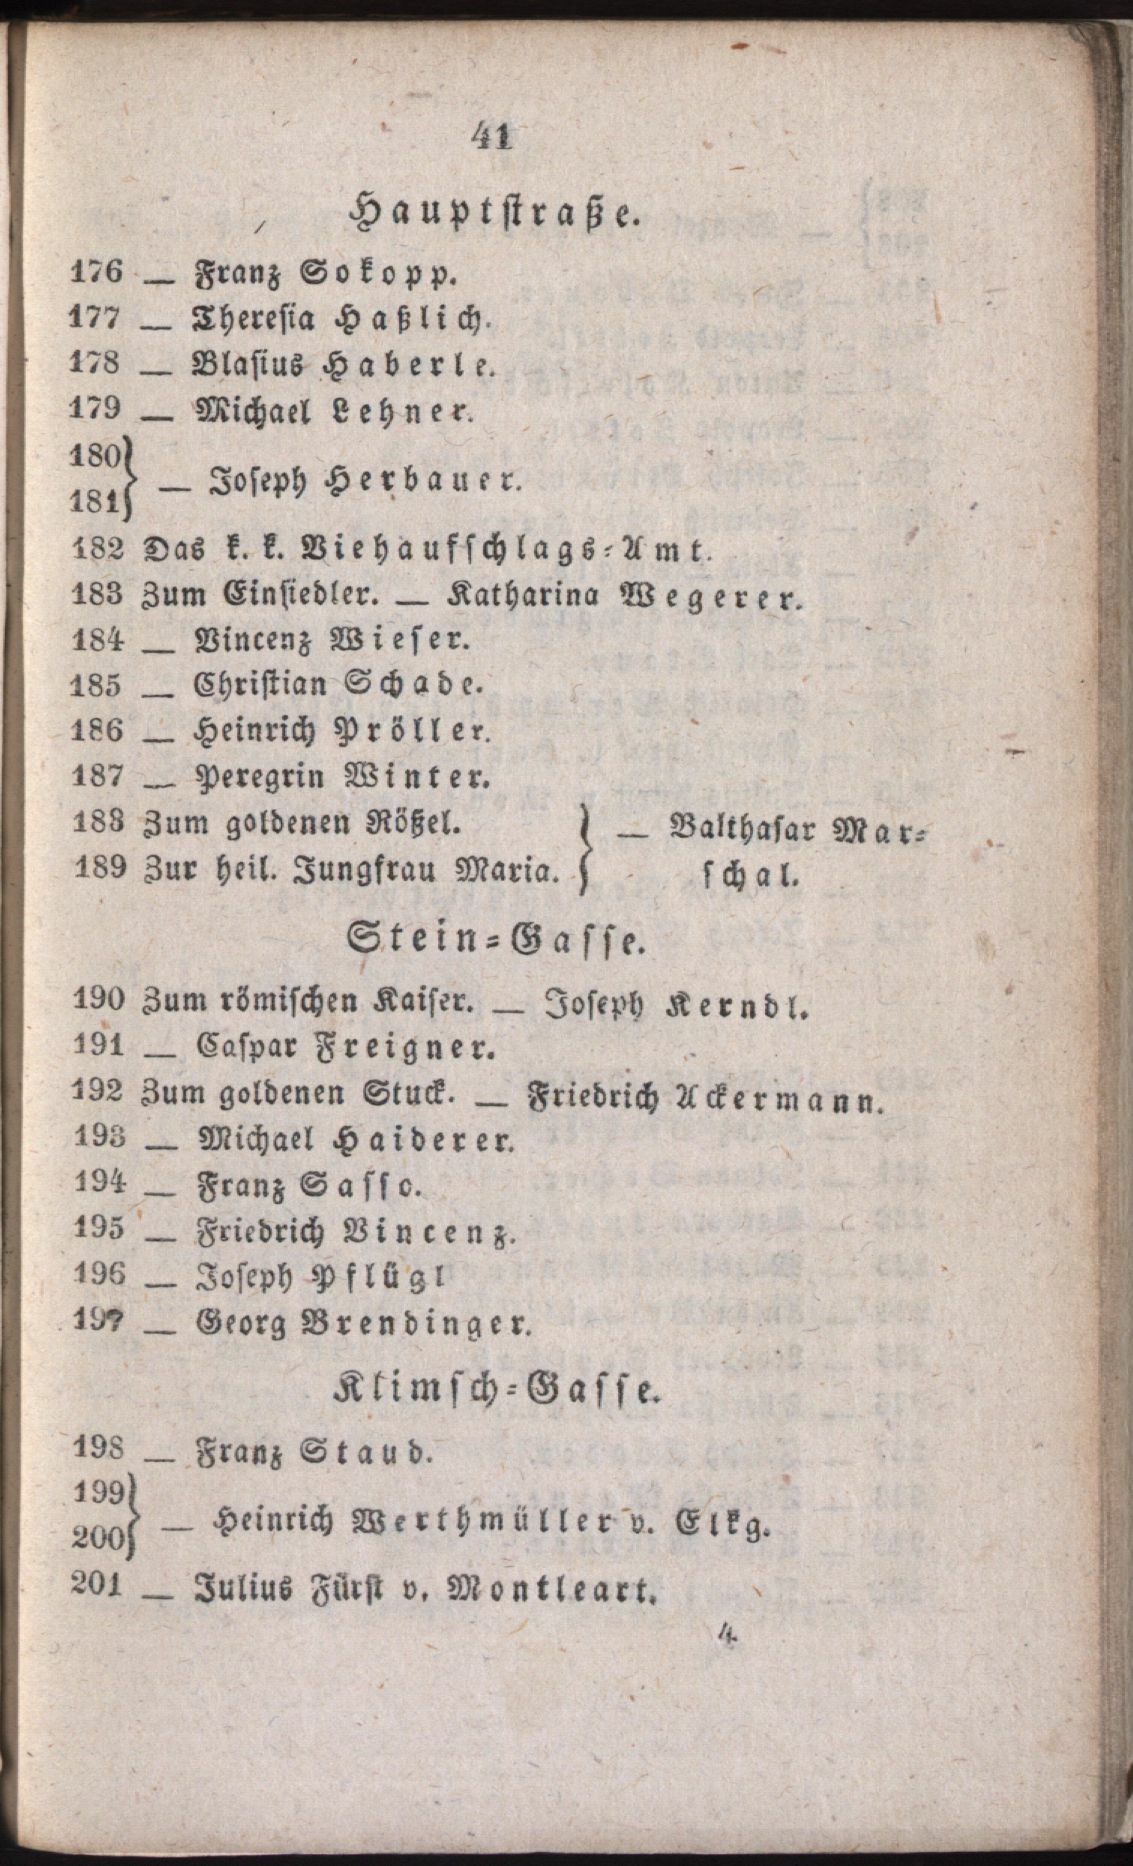 41
Hauptstraße.
176 — Franz Sokopp.
177 — Theresia Haßlich.
178 — Blasius Haberle.
179 — Michael Lehner.
180
181} — Joseph Herbauer.
182 Das k. k. Viehaufschlags-Amt.
183 Zum Einsiedler. — Katharina Wegerer.
184 — Vincenz Wieser.
185 — Christian Schade.
186 — Heinrich Pröller.
187 — Peregrin Winter.
188 Zum goldenen Rößel. } — Balthasar Mar-
189 Zur heil. Jungfrau Maria. } schal.
Stein-Gasse.
190 Zum römischen Kaiser. — Joseph Kerndl.
191 — Caspar Freigner.
192 Zum goldenen Stuck. — Friedrich Ackermann.
193 — Michael Haiderer.
194 — Franz Sasso.
195 — Friedrich Vincenz.
196 — Joseph Pflügl
197 — Georg Brendinger.
Klimsch-Gasse.
198 — Franz Staud.
199
200} — Heinrich Werthmüller v. Elkg.
201 — Julius Fürst v. Montleart.
4